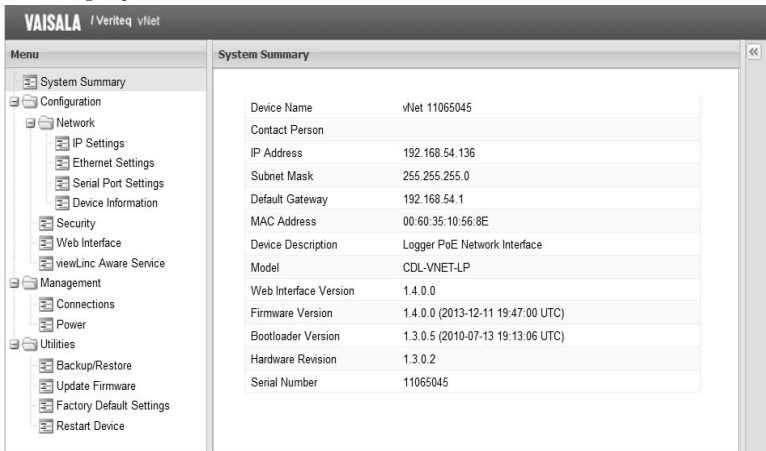 VAISALA / Veriteq vNet
Menu
System Summary
Configuration
Network
IP Settings
Ethernet Settings
Serial Port Settings
Device Information
Security
Web Interface
viewLinc Aware Service
Management
Connections
Power
Utilities
Backup/Restore
Update Firmware
Factory Default Settings
Restart Device
System Summary
Device Name vNet 11065045
Contact Person
IP Address 192.168.54.136
Subnet Mask 255.255.255.0
Default Gateway 192.168.54.1
MAC Address 00:60:35:10:56:8E
Device Description Logger PoE Network Interface
Model CDL-VNET-LP
Web Interface Version 1.4.0.0
Firmware Version 1.4.0.0 (2013-12-11 19:47:00 UTC)
Bootloader Version 1.3.0.5 (2010-07-13 19:13:06 UTC)
Hardware Revision 1.3.0.2
Serial Number 11065045